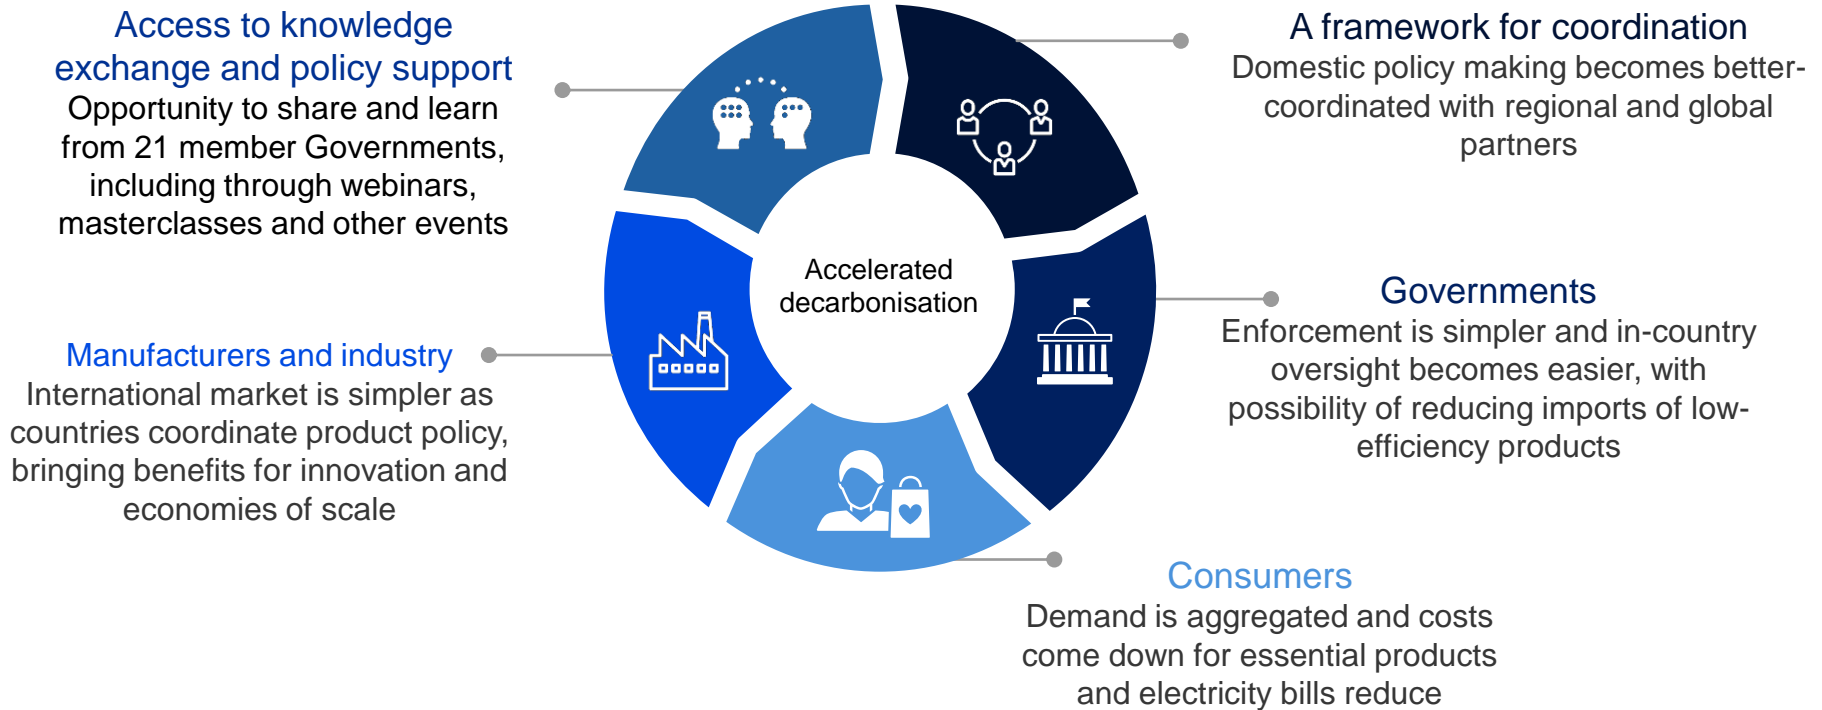 Access to knowledge
exchange and policy support
Opportunity to share and learn
from 21 member Governments,
including through webinars,
masterclasses and other events
A framework for coordination
Domestic policy making becomes better-
coordinated with regional and global
partners
Accelerated
decarbonisation
Governments
Enforcement is simpler and in-country
oversight becomes easier, with
possibility of reducing imports of low-
efficiency products
Manufacturers and industry
International market is simpler as
countries coordinate product policy,
bringing benefits for innovation and
economies of scale
Consumers
Demand is aggregated and costs
come down for essential products
and electricity bills reduce